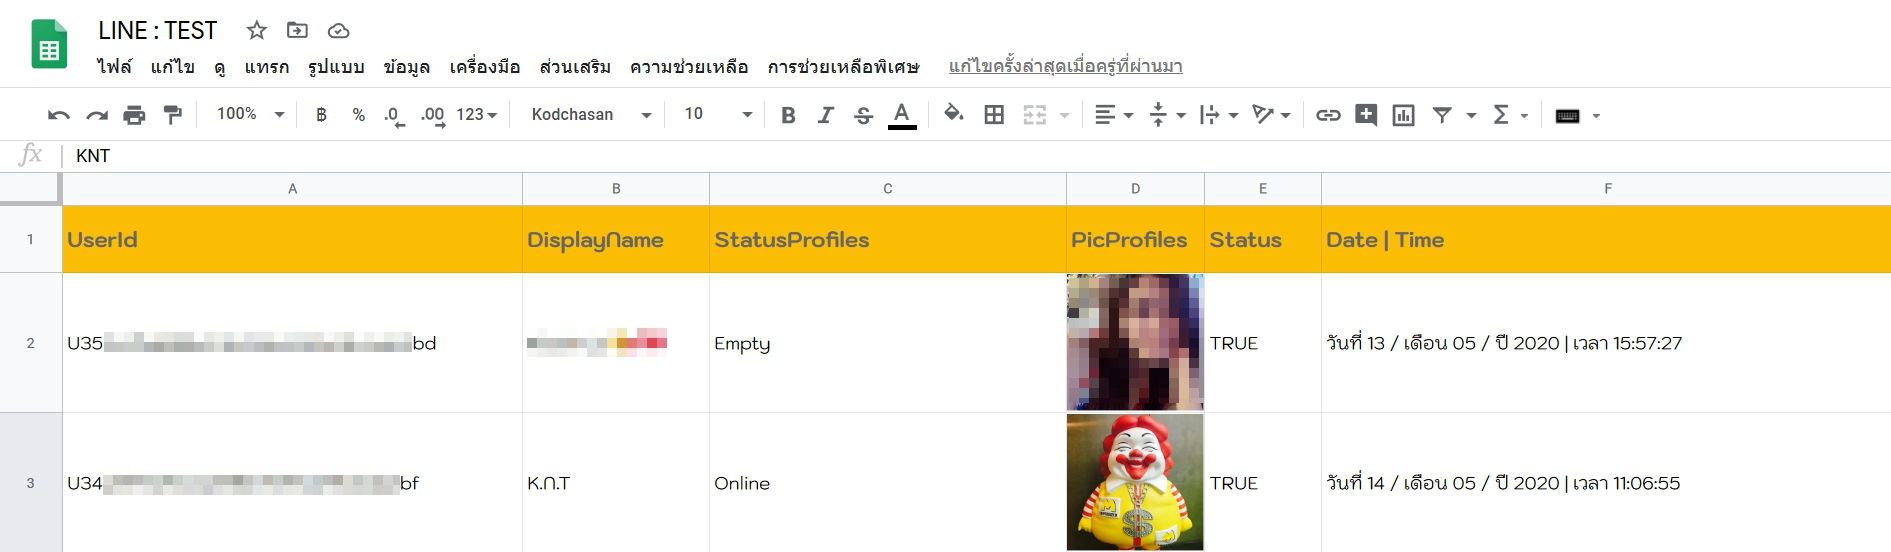 LINE : TEST
ไฟล์ แก้ไข ดู แทรก รูปแบบ ข้อมูล เครื่องมือ ส่วนเสริม ความช่วยเหลือ การช่วยเหลือพิเศษ แก้ไขครั้งล่าสุดเมื่อครู่ที่ผ่านมา
100% ฿ % .0 .00 123 Kodchasan 10 B I S A
fx KNT
A B C D E F
1 UserId DisplayName StatusProfiles PicProfiles Status Date | Time
2 U35 bd Empty TRUE วันที่ 13 / เดือน 05 / ปี 2020 | เวลา 15:57:27
3 U34 bf K.N.T Online TRUE วันที่ 14 / เดือน 05 / ปี 2020 | เวลา 11:06:55